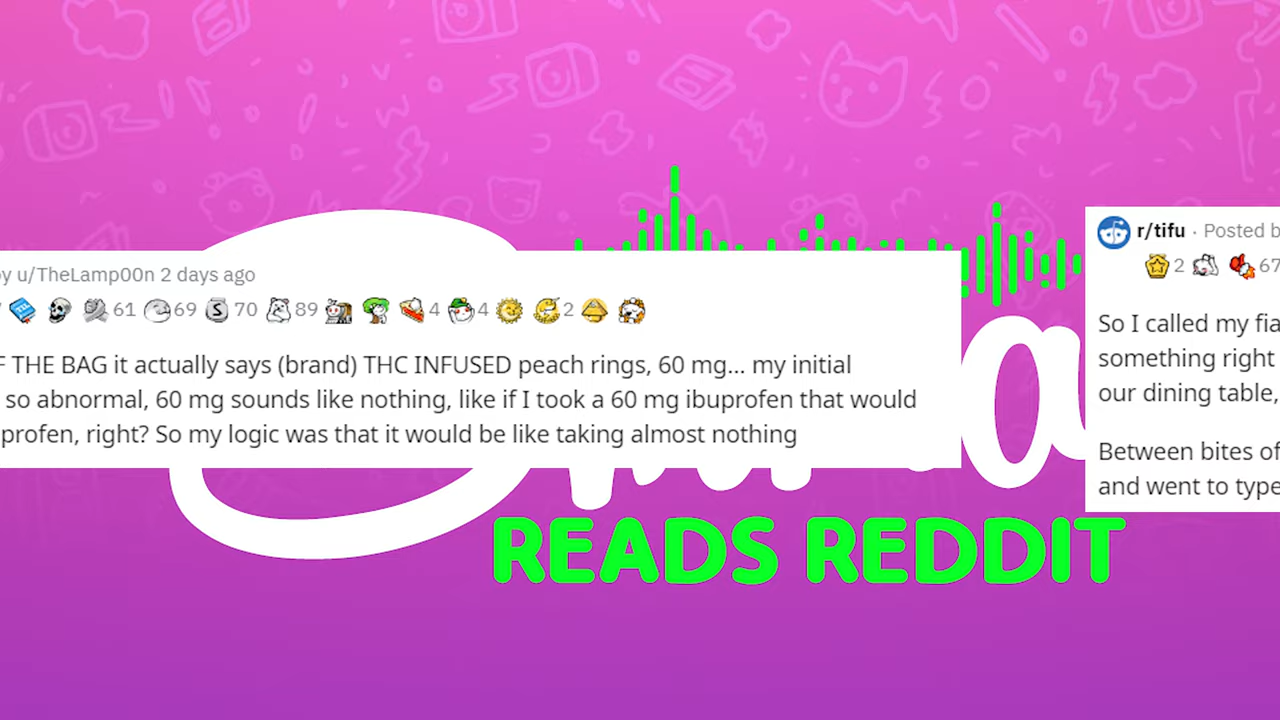 by u/TheLamp00n 2 days ago
61 69 70 89 4 4 2
THE BAG it actually says (brand) THC INFUSED peach rings, 60 mg... my initial
so abnormal, 60 mg sounds like nothing, like if I took a 60 mg ibuprofen that would
profen, right? So my logic was that it would be like taking almost nothing
r/tifu · Posted b
2 67
So I called my fia
something right
our dining table,
Between bites of
and went to type
READS REDDIT